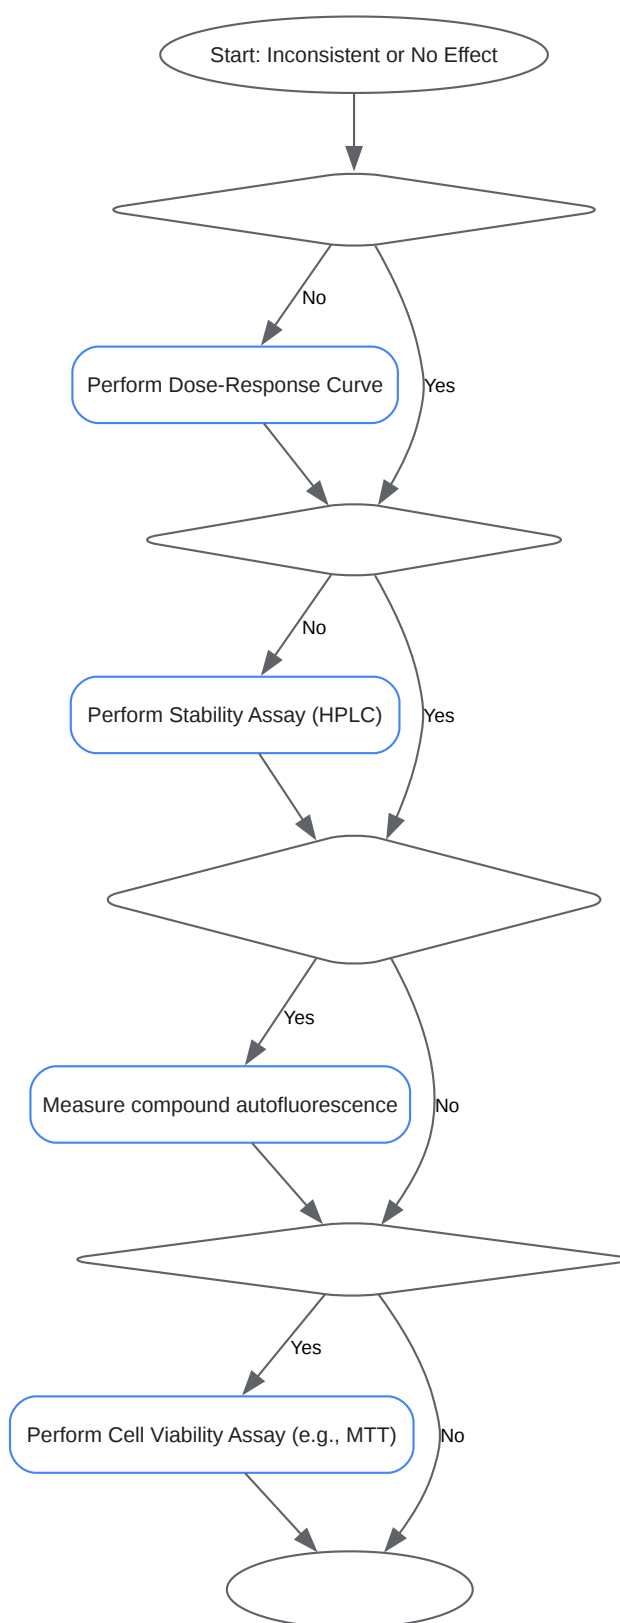 Start: Inconsistent or No Effect
No
Perform Dose-Response Curve
Yes
No
Perform Stability Assay (HPLC)
Yes
Yes
Measure compound autofluorescence
No
Yes
Perform Cell Viability Assay (e.g., MTT)
No